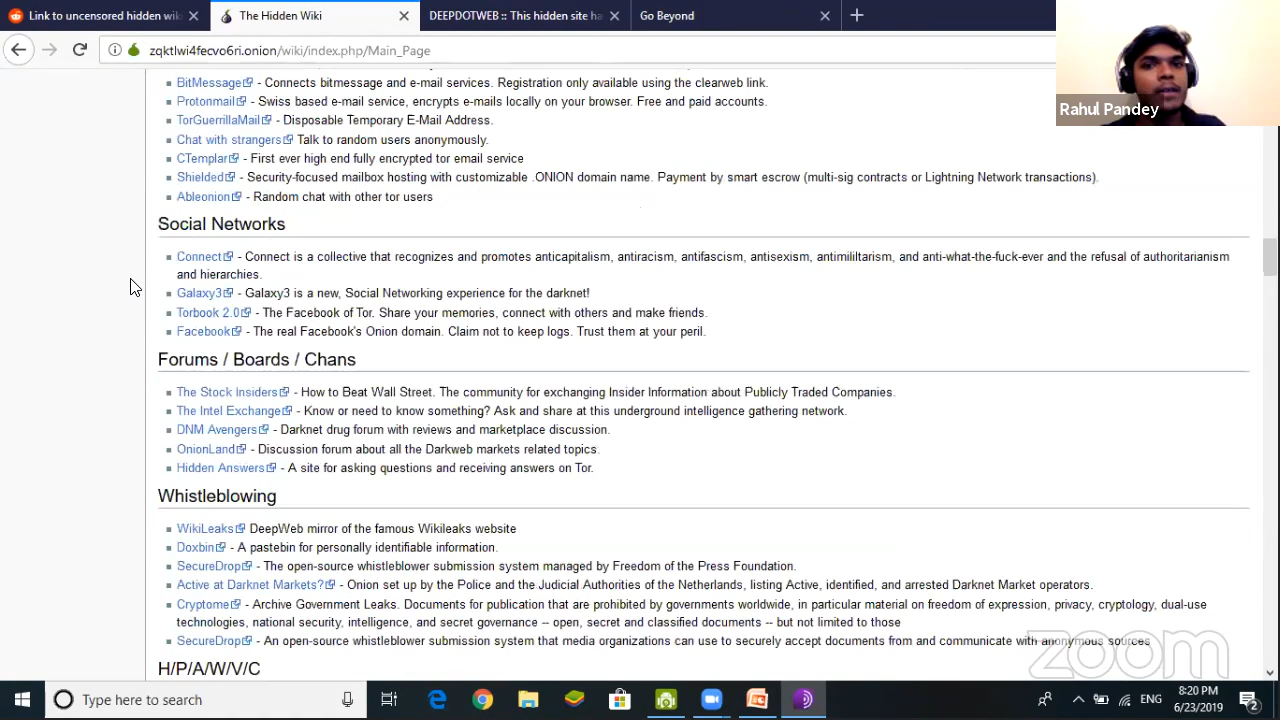 Link to uncensored hidden wik
The Hidden Wiki
DEEPDOTWEB :: This hidden site ha
Go Beyond
zqktlwi4fecvo6ri.onion/wiki/index.php/Main_Page
Rahul Pandey
BitMessage - Connects bitmessage and e-mail services. Registration only available using the clearweb link.
Protonmail - Swiss based e-mail service, encrypts e-mails locally on your browser. Free and paid accounts.
TorGuerrillaMail - Disposable Temporary E-Mail Address.
Chat with strangers Talk to random users anonymously.
CTemplar - First ever high end fully encrypted tor email service
Shielded - Security-focused mailbox hosting with customizable .ONION domain name. Payment by smart escrow (multi-sig contracts or Lightning Network transactions).
Ableonion - Random chat with other tor users
Social Networks
Connect - Connect is a collective that recognizes and promotes anticapitalism, antiracism, antifascism, antisexism, antimililtarism, and anti-what-the-fuck-ever and the refusal of authoritarianism
and hierarchies.
Galaxy3 - Galaxy3 is a new, Social Networking experience for the darknet!
Torbook 2.0 - The Facebook of Tor. Share your memories, connect with others and make friends.
Facebook - The real Facebook's Onion domain. Claim not to keep logs. Trust them at your peril.
Forums / Boards / Chans
The Stock Insiders - How to Beat Wall Street. The community for exchanging Insider Information about Publicly Traded Companies.
The Intel Exchange - Know or need to know something? Ask and share at this underground intelligence gathering network.
DNM Avengers - Darknet drug forum with reviews and marketplace discussion.
OnionLand - Discussion forum about all the Darkweb markets related topics.
Hidden Answers - A site for asking questions and receiving answers on Tor.
Whistleblowing
WikiLeaks DeepWeb mirror of the famous Wikileaks website
Doxbin - A pastebin for personally identifiable information.
SecureDrop - The open-source whistleblower submission system managed by Freedom of the Press Foundation.
Active at Darknet Markets? - Onion set up by the Police and the Judicial Authorities of the Netherlands, listing Active, identified, and arrested Darknet Market operators.
Cryptome - Archive Government Leaks. Documents for publication that are prohibited by governments worldwide, in particular material on freedom of expression, privacy, cryptology, dual-use
technologies, national security, intelligence, and secret governance -- open, secret and classified documents -- but not limited to those
SecureDrop - An open-source whistleblower submission system that media organizations can use to securely accept documents from and communicate with anonymous sources
zoom
H/P/A/W/V/C
Type here to search
ENG
8:20 PM
6/23/2019
2